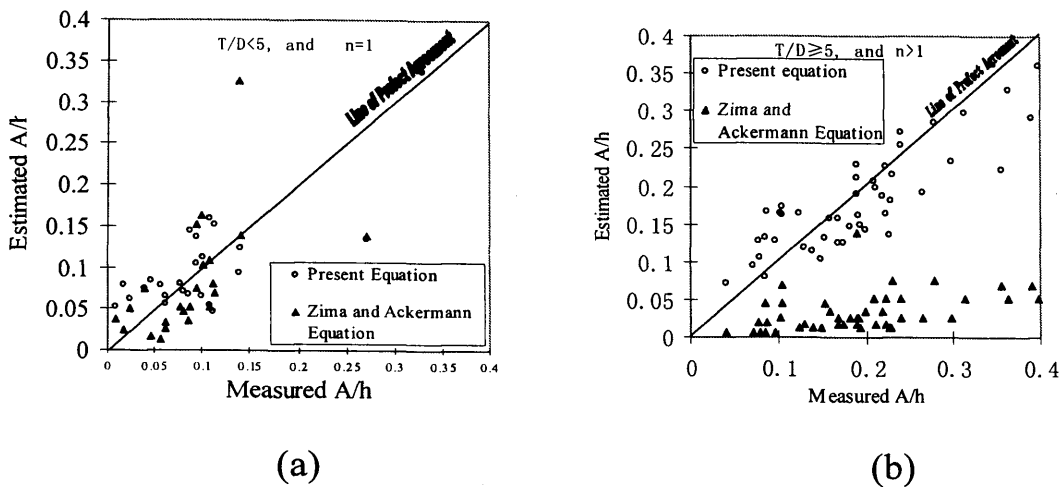 0.4
0.35
0.3
0.25
0.2
0.15
0.1
0.05
0
Estimated A/h
T/D<5, and n=1
Line of
Present Equation
Zima and Ackermann
Equation
0 0.05 0.1 0.15 0.2 0.25 0.3 0.35 0.4
Measured A/h
(a)
0.4
0.35
0.3
0.25
0.2
0.15
0.1
0.05
0
Estimated A/h
T/D≥5, and n>1
Line of
Present equation
Zima and
Ackermann Equation
0 0.1 0.2 0.3 0.4
Measured A/h
(b)